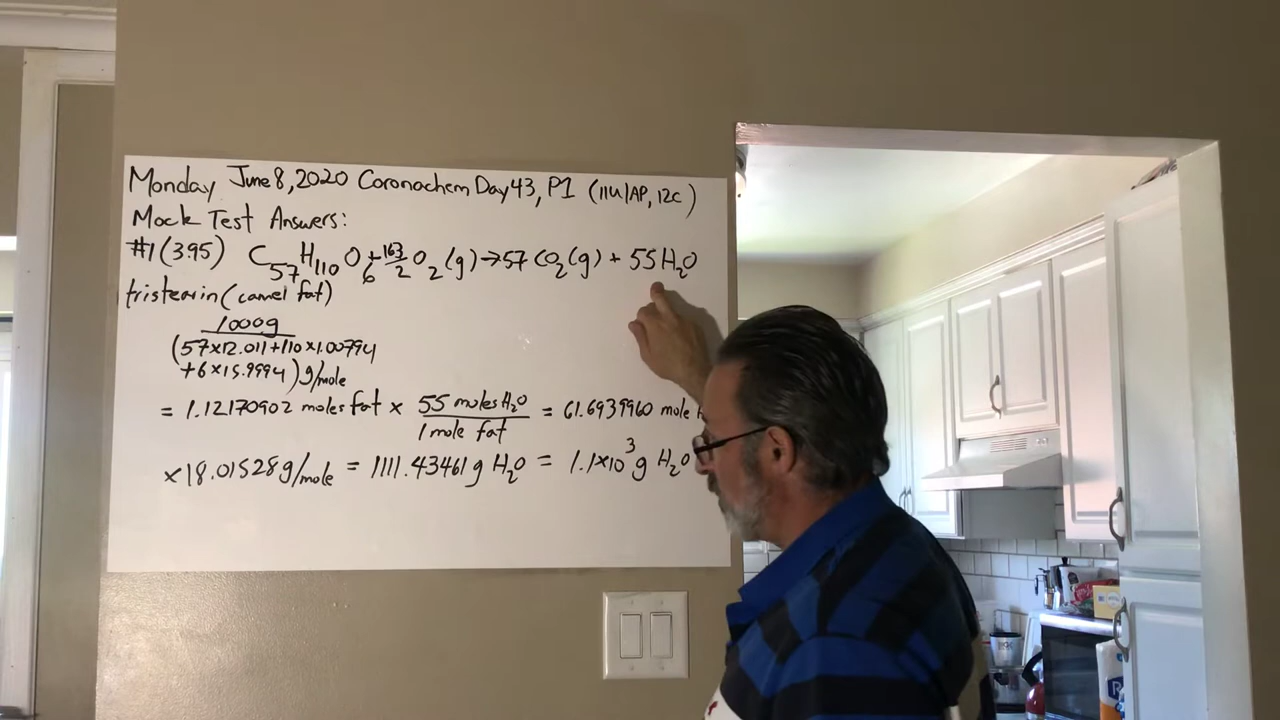 Monday June 8, 2020 Coronachem Day 43, P1 (11U/AP, 12C)
Mock Test Answers:
#1 (3.95) C₅₇H₁₁₀O₆ + 163/2 O₂(g) → 57 CO₂(g) + 55 H₂O
tristearin (camel fat)
1000g
(57×12.011+110×1.00794
+6×15.9994) g/mole
= 1.12170902 moles fat × 55 moles H₂O / 1 mole fat = 61.6939960 mole
×18.01528 g/mole = 1111.43461 g H₂O = 1.1×10³ g H₂O